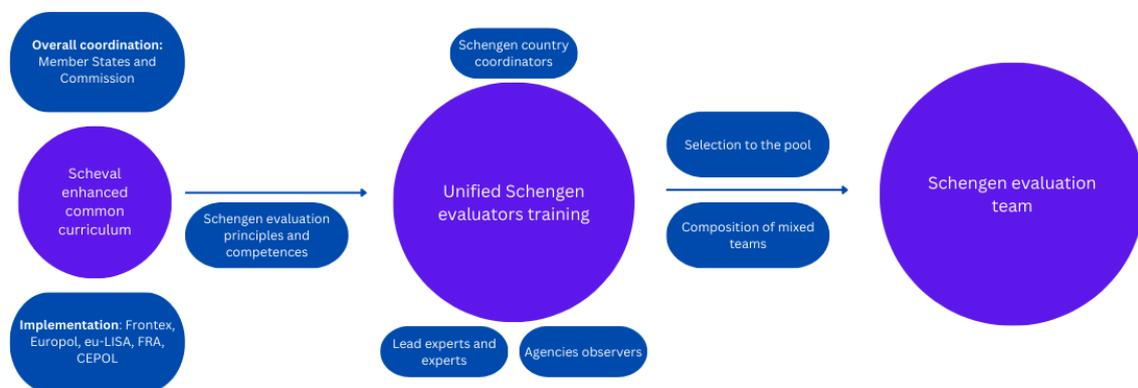 Overall coordination:
Member States and
Commission
Scheval
enhanced
common
curriculum
Implementation: Frontex,
Europol, eu-LISA, FRA,
CEPOL
Schengen evaluation
principles and
competences
Schengen country
coordinators
Unified Schengen
evaluators training
Lead experts and
experts
Agencies observers
Selection to the pool
Composition of mixed
teams
Schengen evaluation
team